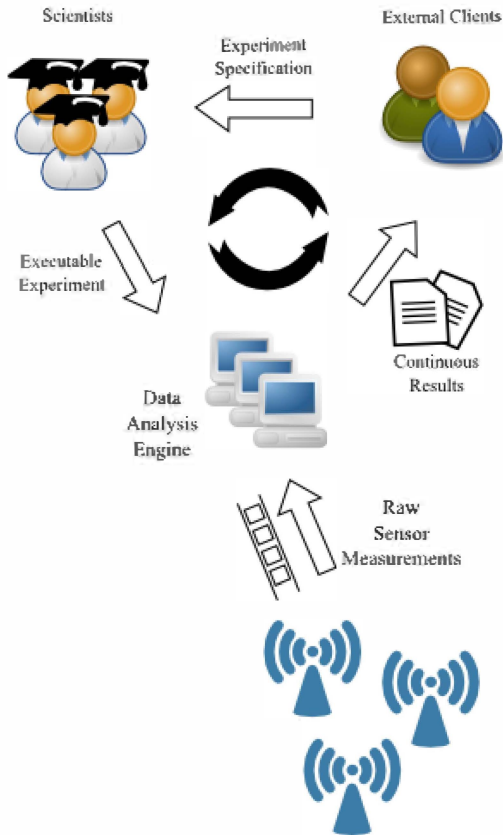 Scientists
External Clients
Experiment
Specification
Executable
Experiment
Continuous
Results
Data
Analysis
Engine
Raw
Sensor
Measurements